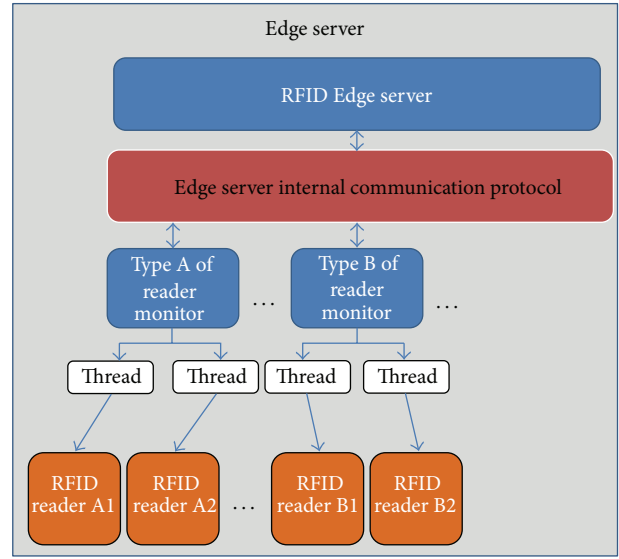 Edge server
RFID Edge server
Edge server internal communication protocol
Type A of
reader
monitor
...
Type B of
reader
monitor
...
Thread
Thread
Thread
Thread
RFID
reader A1
RFID
reader A2
...
RFID
reader B1
RFID
reader B2